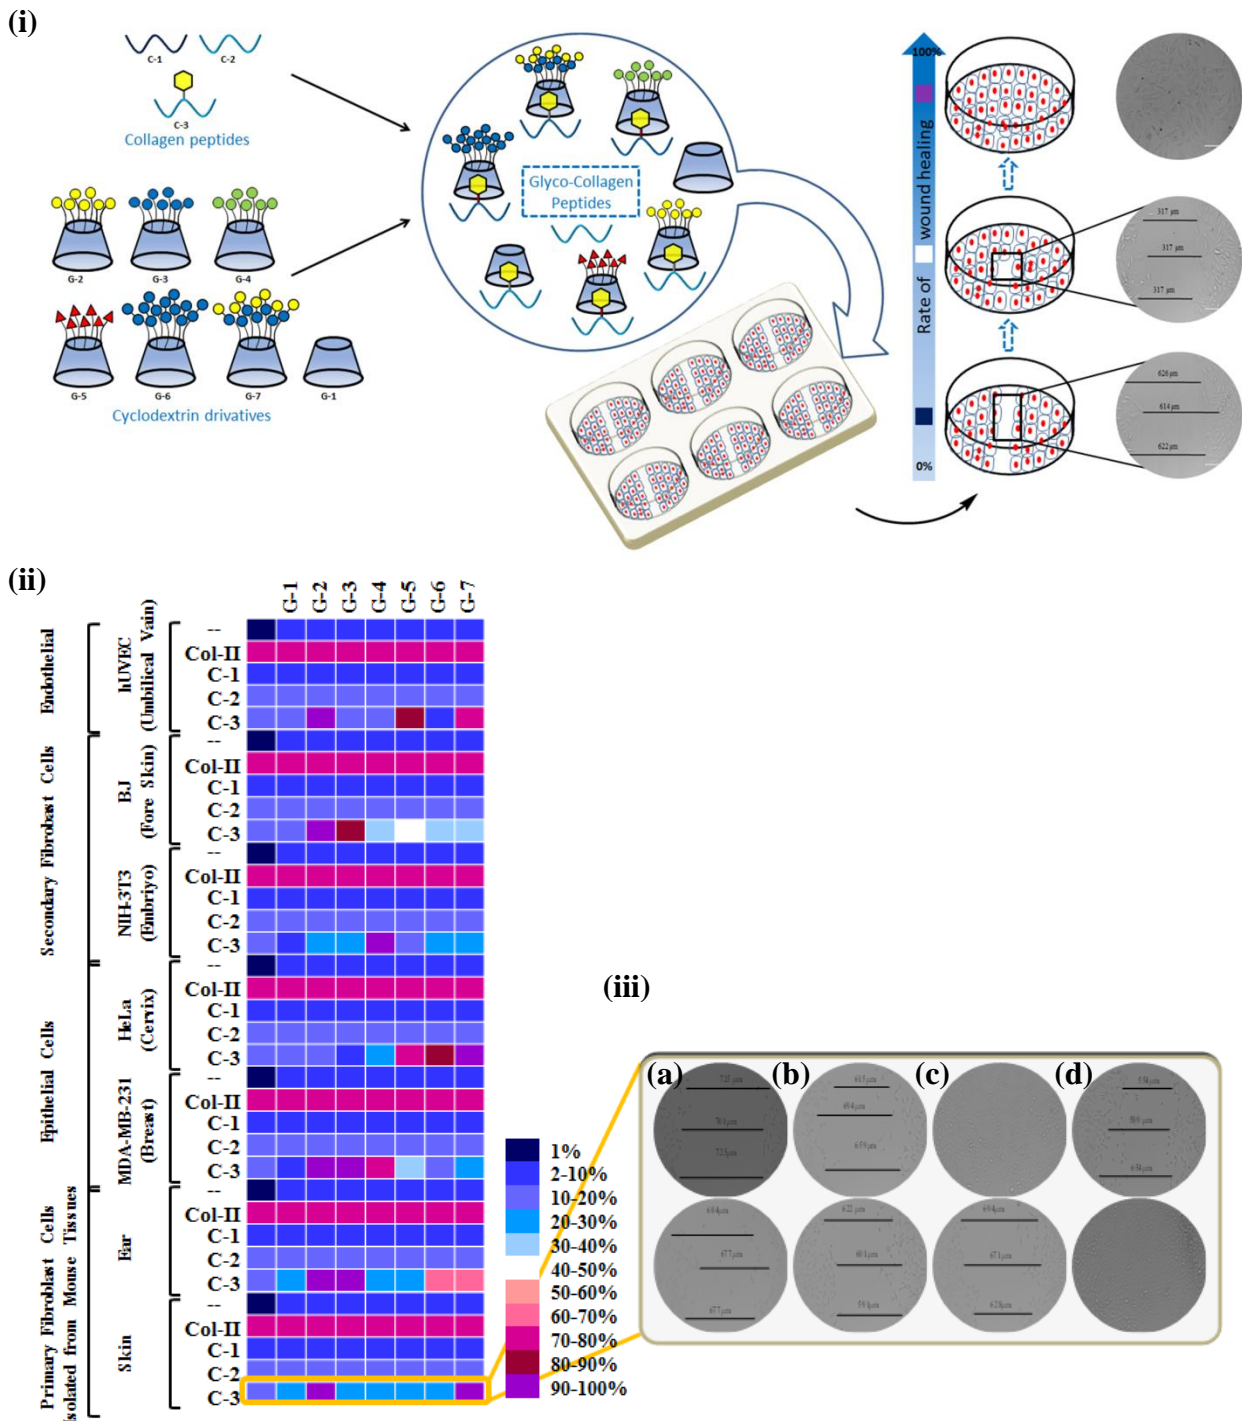 (i)
C-1 C-2
C-3
Collagen peptides
G-2 G-3 G-4
G-5 G-6 G-7 G-1
Cyclodextrin drivatives
Glyco-Collagen
Peptides
100%
Rate of wound healing
0%
317 µm
317 µm
317 µm
626 µm
614 µm
622 µm
(ii)
G-1 G-2 G-3 G-4 G-5 G-6 G-7
Endothelial
hUVEC
(Umbilical Vain)
--
Col-II
C-1
C-2
C-3
Secondary Fibrobast Cells
BJ
(Fore Skin)
--
Col-II
C-1
C-2
C-3
NIH-3T3
(Embriyo)
--
Col-II
C-1
C-2
C-3
Epithelial Cells
HeLa
(Cervix)
--
Col-II
C-1
C-2
C-3
MDA-MB-231
(Breast)
--
Col-II
C-1
C-2
C-3
Primary Fibroblast Cells
Isolated from Mouse Tissues
Ear
--
Col-II
C-1
C-2
C-3
Skin
--
Col-II
C-1
C-2
C-3
1%
2-10%
10-20%
20-30%
30-40%
40-50%
50-60%
60-70%
70-80%
80-90%
90-100%
(iii)
(a) (b) (c) (d)
677µm
677µm